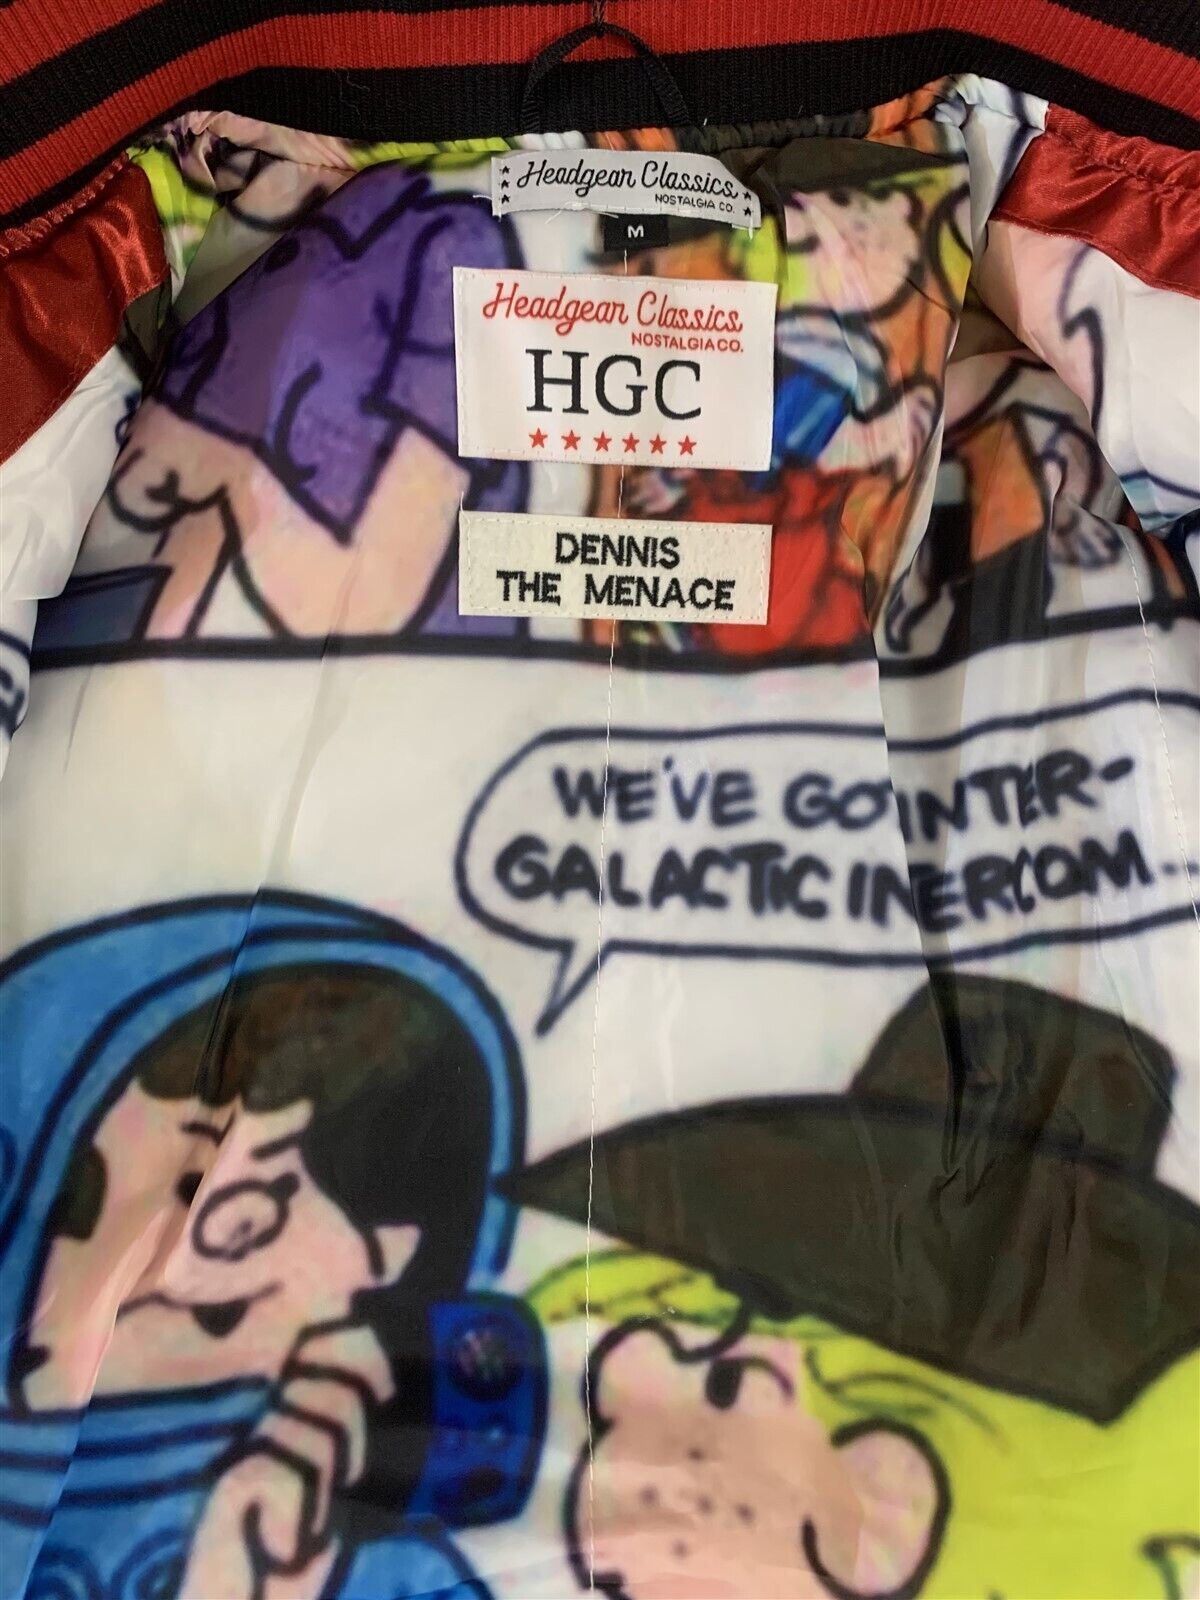 Headgear Classics
NOSTALGIA CO.
M
Headgear Classics
NOSTALGIA CO.
HGC
DENNIS
THE MENACE
WE'VE GOT INTER-
GALACTIC INERCOM..